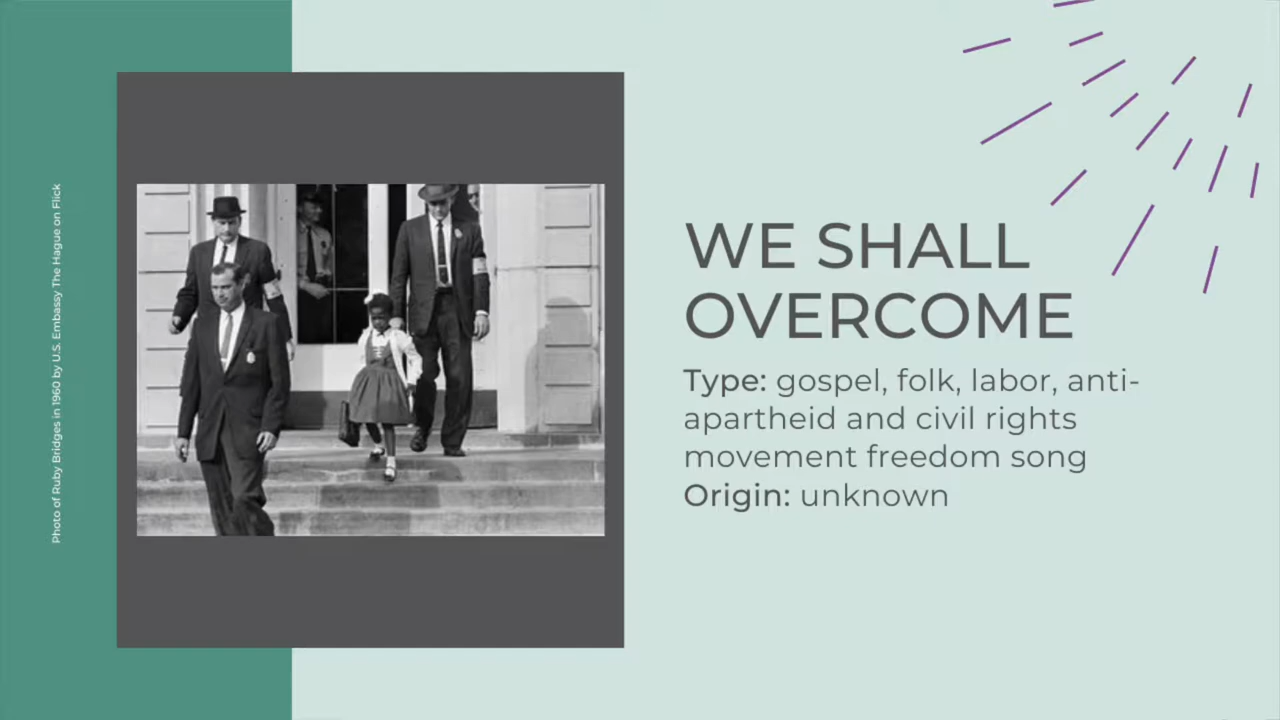 Photo of Ruby Bridges in 1960 by U.S. Embassy The Hague on Flick
WE SHALL
OVERCOME
Type: gospel, folk, labor, anti-
apartheid and civil rights
movement freedom song
Origin: unknown